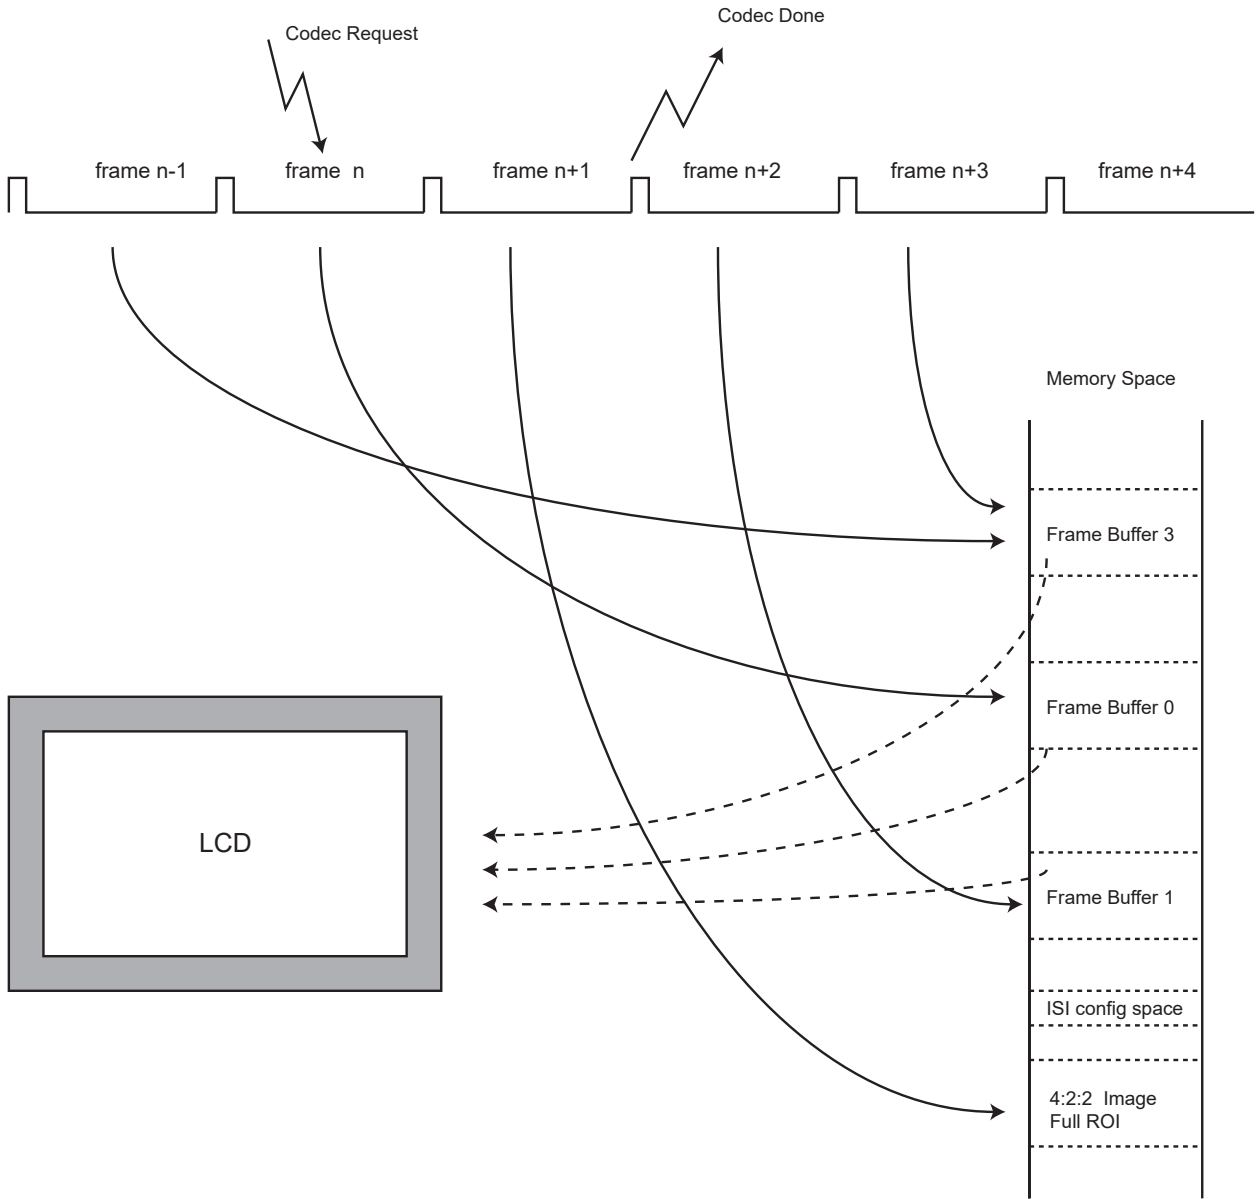 Codec Done
Codec Request
frame n-1
frame n
frame n+1
frame n+2
frame n+3
frame n+4
Memory Space
Frame Buffer 3
Frame Buffer 0
LCD
Frame Buffer 1
ISI config space
4:2:2 Image
Full ROI